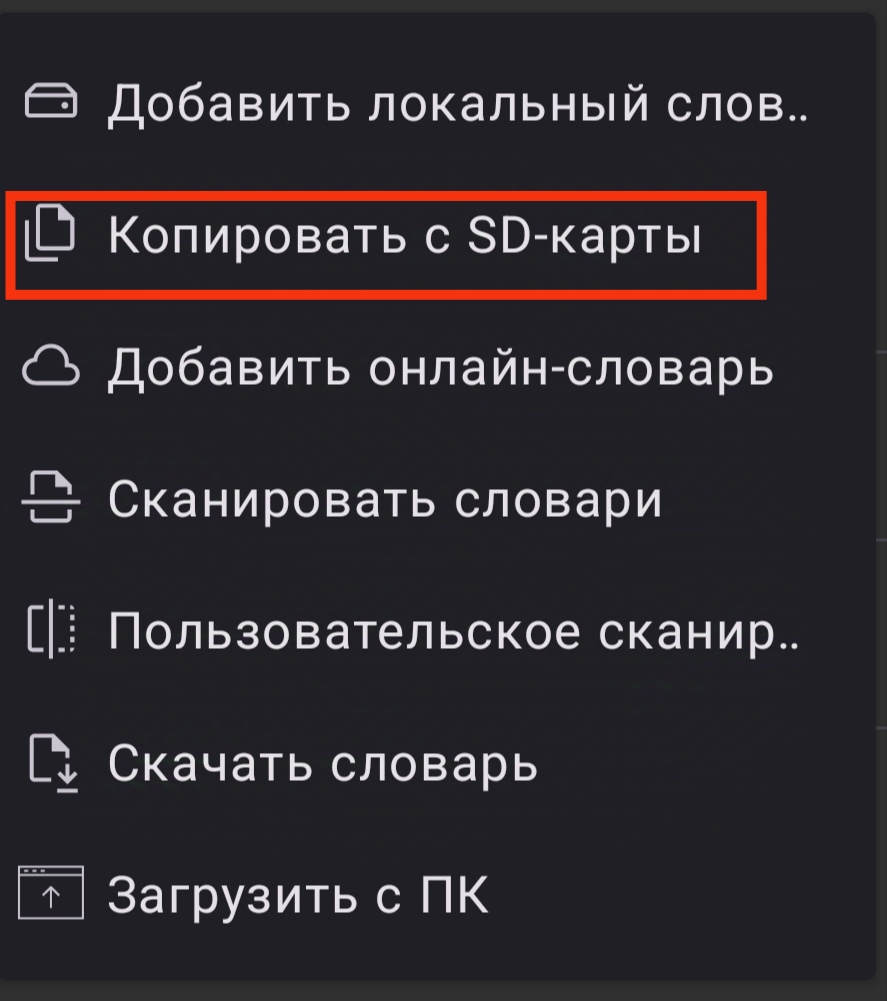 Добавить локальный слов..
Копировать с SD-карты
Добавить онлайн-словарь
Сканировать словари
Пользовательское сканир..
Скачать словарь
Загрузить с ПК